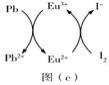 Pb Eu³⁺ I⁻
Pb²⁺ Eu²⁺ I₂
图（c）